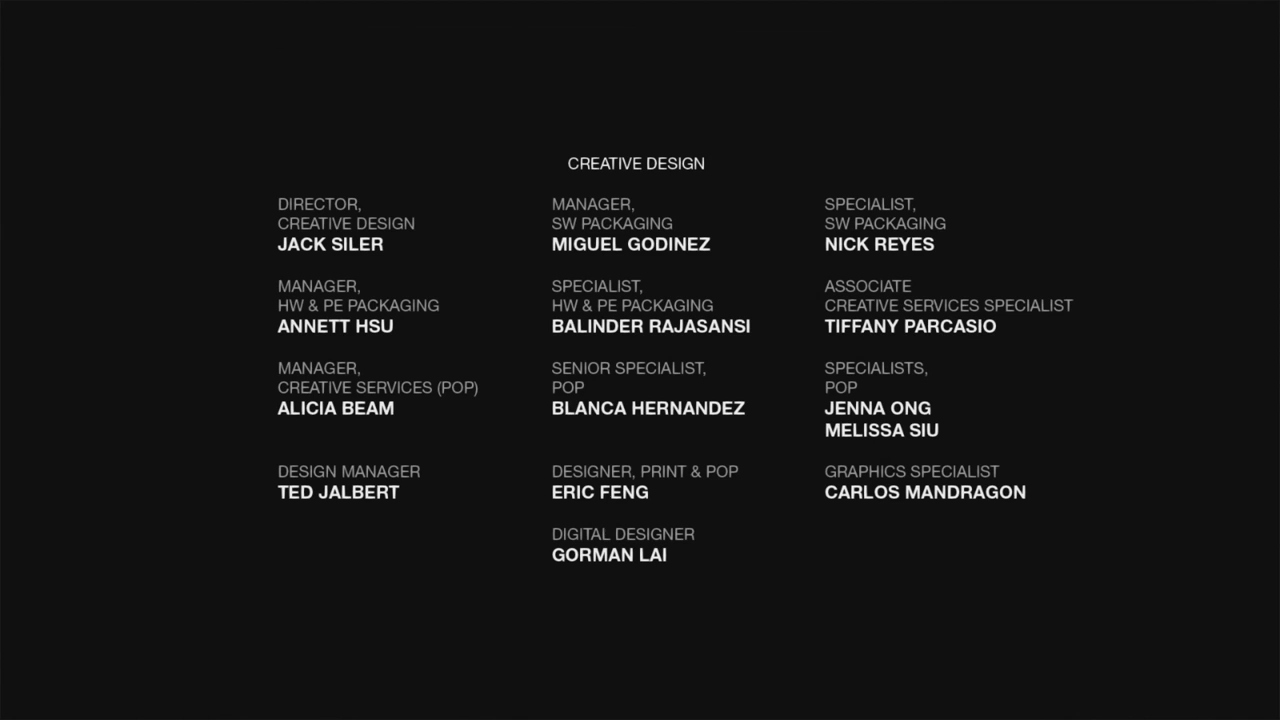 CREATIVE DESIGN
DIRECTOR,
CREATIVE DESIGN
JACK SILER
MANAGER,
SW PACKAGING
MIGUEL GODINEZ
SPECIALIST,
SW PACKAGING
NICK REYES
MANAGER,
HW & PE PACKAGING
ANNETT HSU
SPECIALIST,
HW & PE PACKAGING
BALINDER RAJASANSI
ASSOCIATE
CREATIVE SERVICES SPECIALIST
TIFFANY PARCASIO
MANAGER,
CREATIVE SERVICES (POP)
ALICIA BEAM
SENIOR SPECIALIST,
POP
BLANCA HERNANDEZ
SPECIALISTS,
POP
JENNA ONG
MELISSA SIU
DESIGN MANAGER
TED JALBERT
DESIGNER, PRINT & POP
ERIC FENG
GRAPHICS SPECIALIST
CARLOS MANDRAGON
DIGITAL DESIGNER
GORMAN LAI